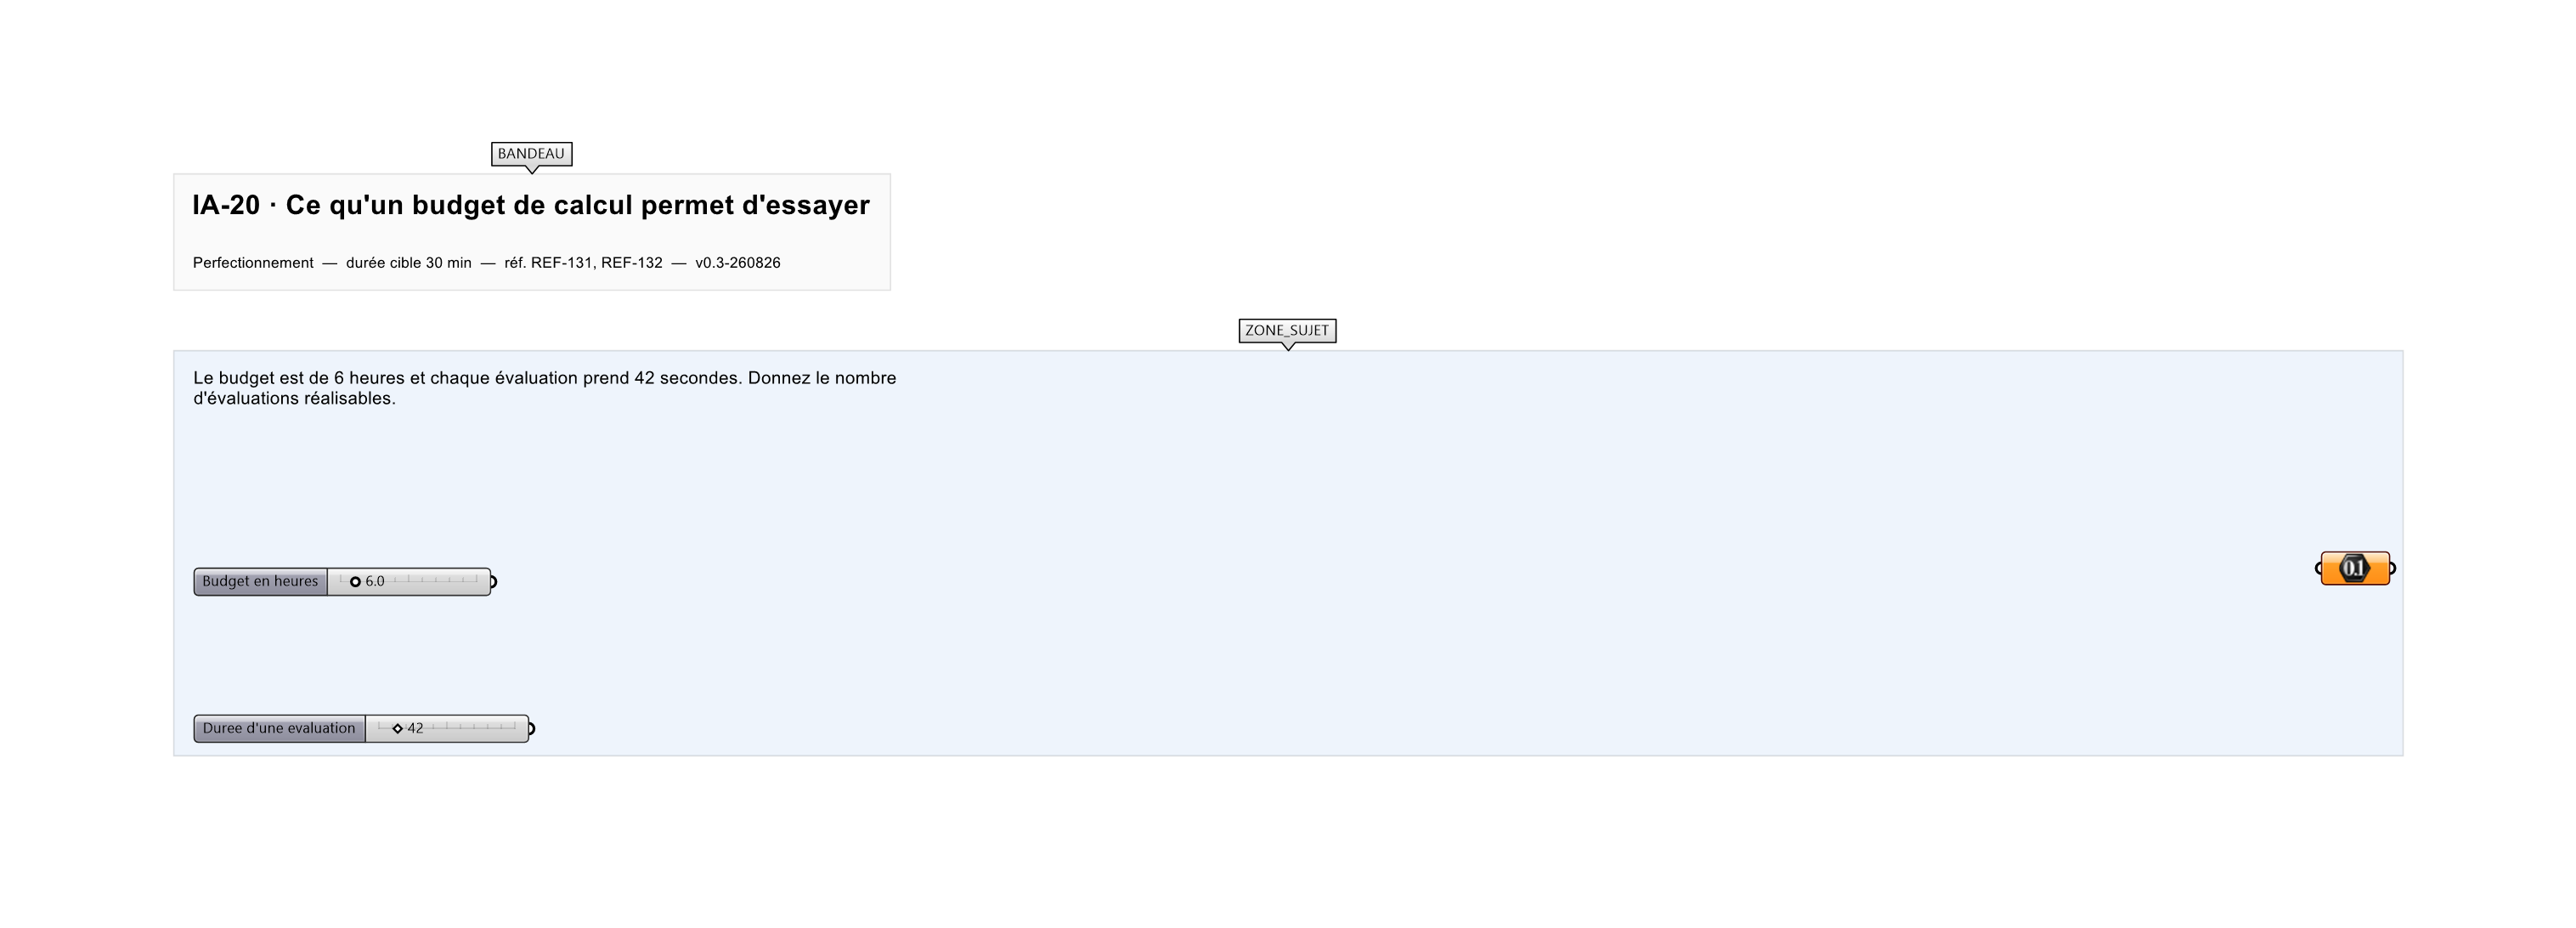 BANDEAU
IA-20 · Ce qu'un budget de calcul permet d'essayer
Perfectionnement — durée cible 30 min — réf. REF-131, REF-132 — v0.3-260826
ZONE_SUJET
Le budget est de 6 heures et chaque évaluation prend 42 secondes. Donnez le nombre
d'évaluations réalisables.
Budget en heures 6.0
0.1
Duree d'une evaluation 42